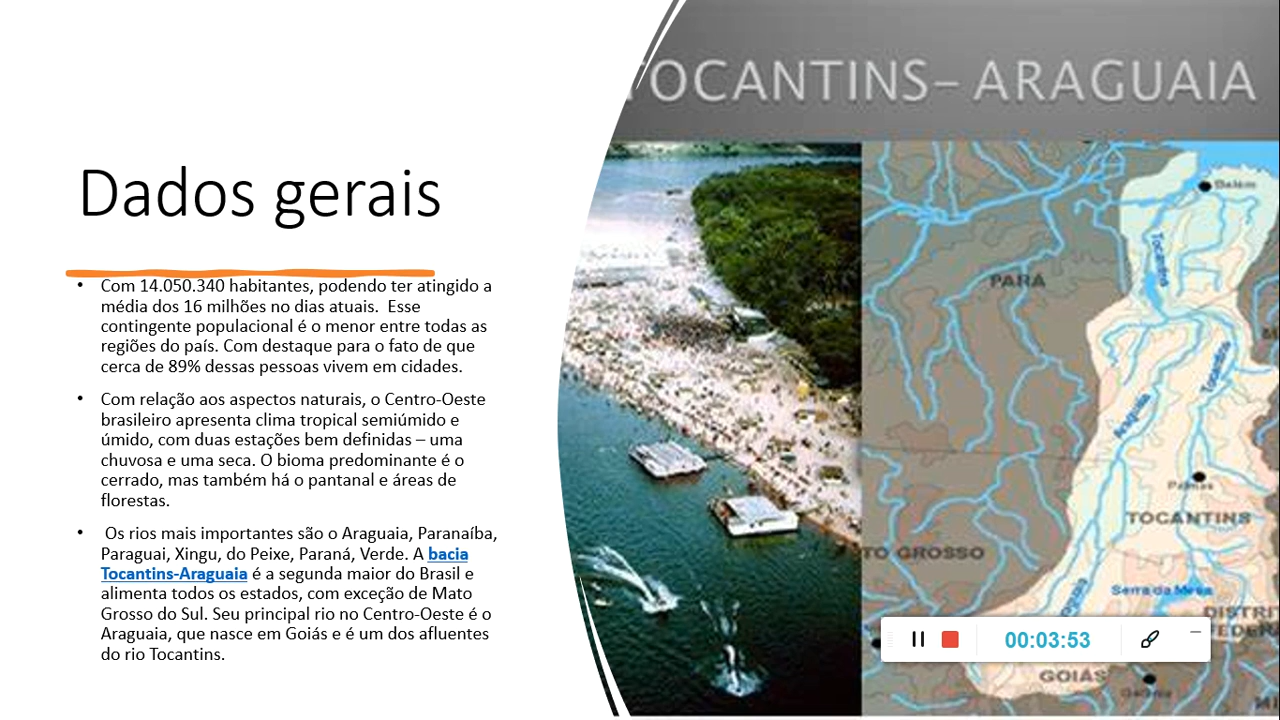 TOCANTINS– ARAGUAIA
Dados gerais
• Com 14.050.340 habitantes, podendo ter atingido a
média dos 16 milhões no dias atuais. Esse
contingente populacional é o menor entre todas as
regiões do país. Com destaque para o fato de que
cerca de 89% dessas pessoas vivem em cidades.
• Com relação aos aspectos naturais, o Centro-Oeste
brasileiro apresenta clima tropical semiúmido e
úmido, com duas estações bem definidas – uma
chuvosa e uma seca. O bioma predominante é o
cerrado, mas também há o pantanal e áreas de
florestas.
• Os rios mais importantes são o Araguaia, Paranaíba,
Paraguai, Xingu, do Peixe, Paraná, Verde. A bacia
Tocantins-Araguaia é a segunda maior do Brasil e
alimenta todos os estados, com exceção de Mato
Grosso do Sul. Seu principal rio no Centro-Oeste é o
Araguaia, que nasce em Goiás e é um dos afluentes
do rio Tocantins.
Belém
Tocantins
PARÁ
Tocantins
Araguaia
Palmas
TOCANTINS
TO GROSSO
Serra da Mesa
DISTRI
FEDER
00:03:53
GOIÁS